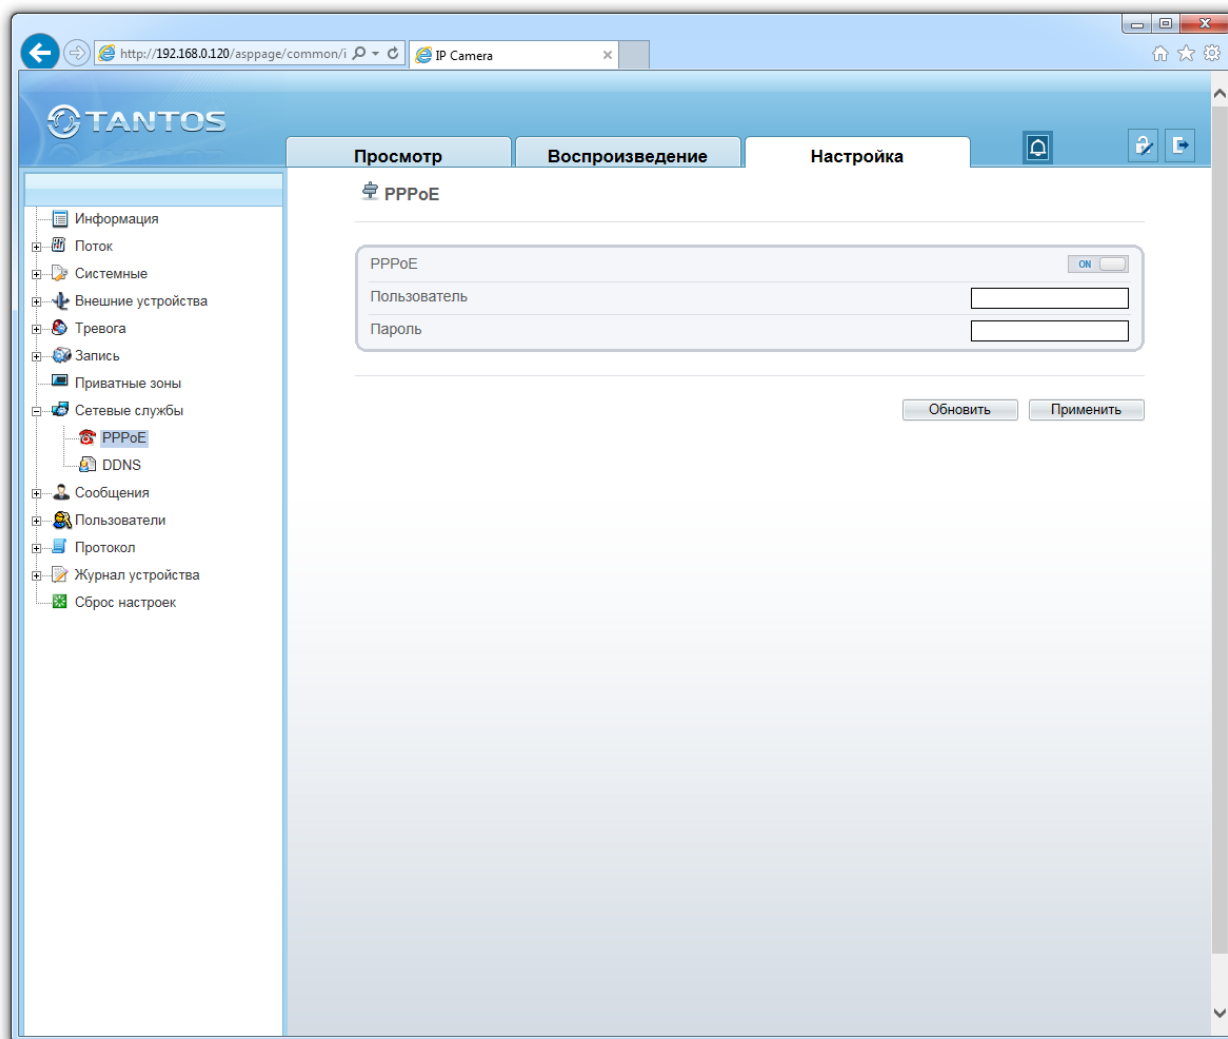 http://192.168.0.120/asppage/common/i
IP Camera
TANTOS
Просмотр
Воспроизведение
Настройка
PPPoE
Информация
Поток
Системные
Внешние устройства
Тревога
Запись
Приватные зоны
Сетевые службы
PPPoE
DDNS
Сообщения
Пользователи
Протокол
Журнал устройства
Сброс настроек
PPPoE
ON
Пользователь
Пароль
Обновить
Применить